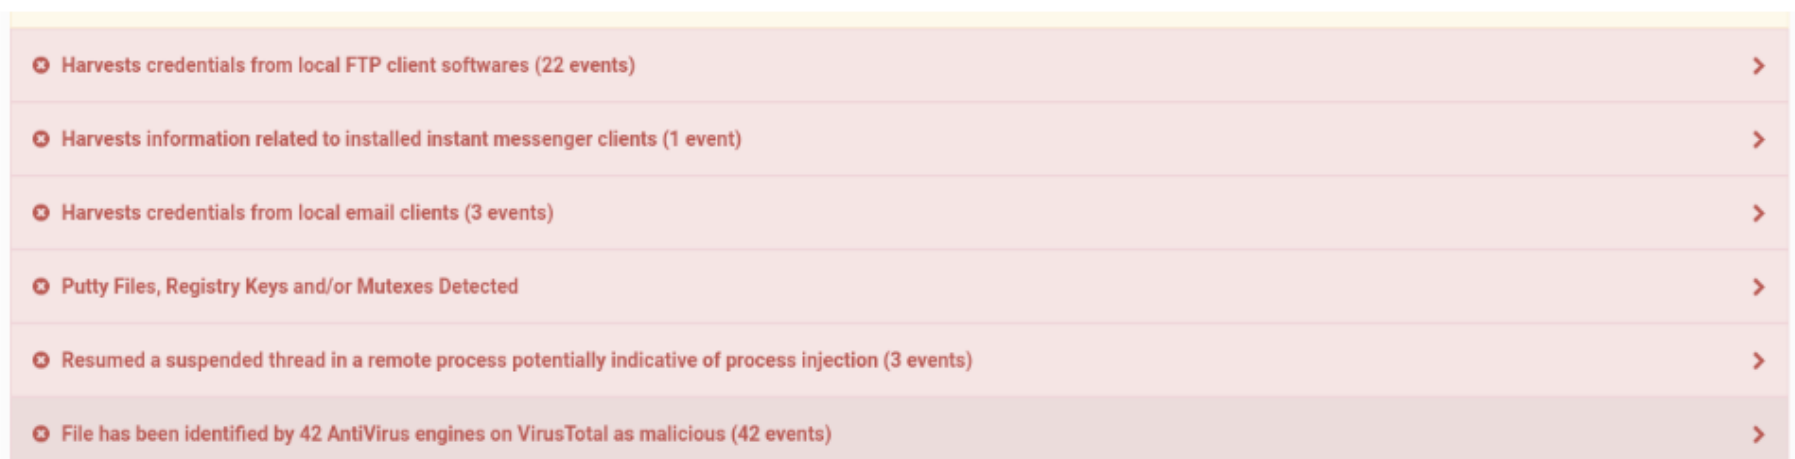 Harvests credentials from local FTP client softwares (22 events)
Harvests information related to installed instant messenger clients (1 event)
Harvests credentials from local email clients (3 events)
Putty Files, Registry Keys and/or Mutexes Detected
Resumed a suspended thread in a remote process potentially indicative of process injection (3 events)
File has been identified by 42 AntiVirus engines on VirusTotal as malicious (42 events)